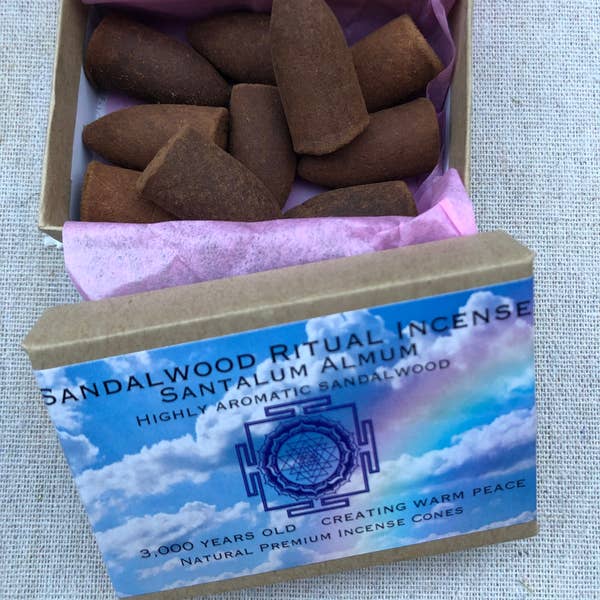 Sandalwood Ritual Incense
Santalum Almum
Highly aromatic sandalwood
3,000 years old creating warm peace
Natural Premium Incense Cones